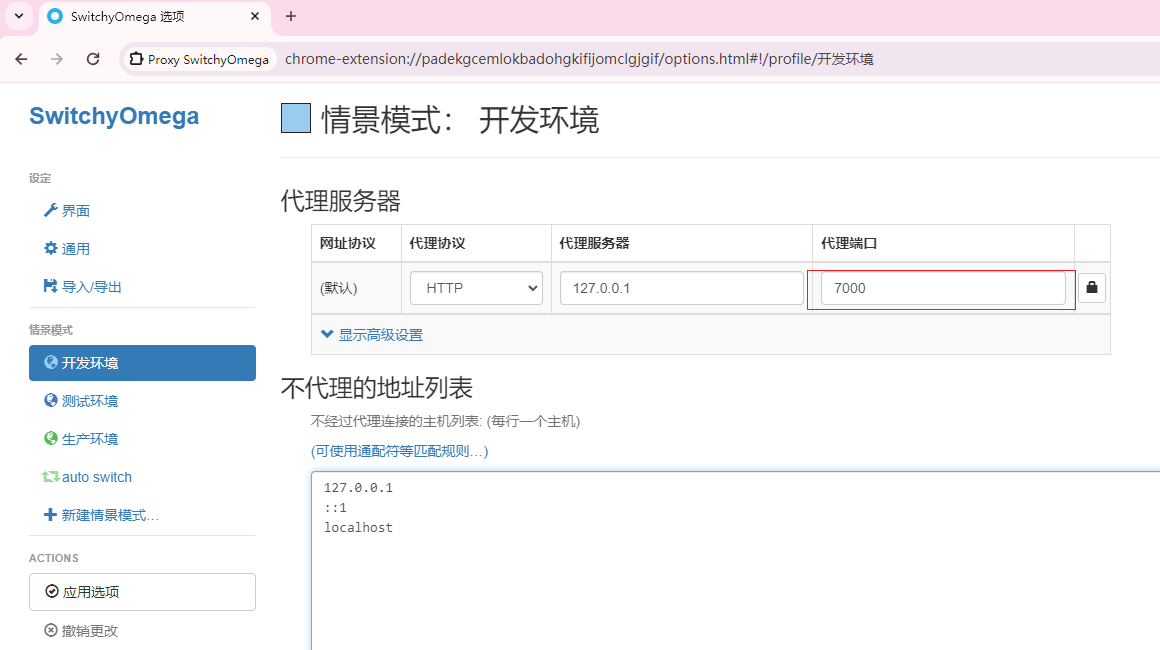 SwitchyOmega 选项
Proxy SwitchyOmega
chrome-extension://padekgcemlokbadohgkifijomclgjgif/options.html#!/profile/开发环境
SwitchyOmega
设定
界面
通用
导入/导出
情景模式
开发环境
测试环境
生产环境
auto switch
新建情景模式…
ACTIONS
应用选项
撤销更改
情景模式： 开发环境
代理服务器
网址协议 代理协议 代理服务器 代理端口
(默认) HTTP 127.0.0.1 7000
显示高级设置
不代理的地址列表
不经过代理连接的主机列表: (每行一个主机)
(可使用通配符等匹配规则…)
127.0.0.1
::1
localhost